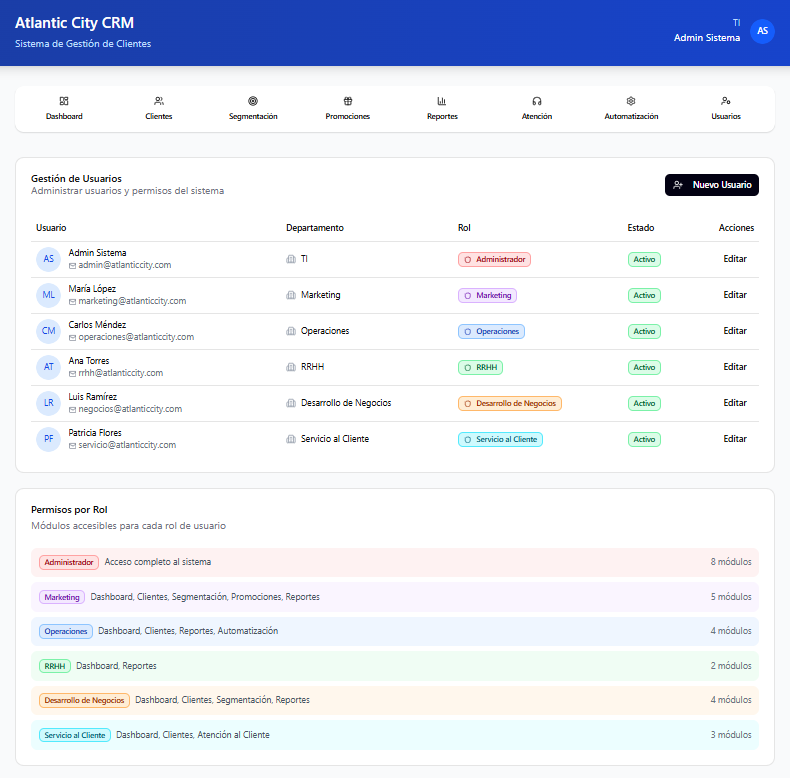 Atlantic City CRM
Sistema de Gestión de Clientes
TI
Admin Sistema
AS
Dashboard Clientes Segmentación Promociones Reportes Atención Automatización Usuarios
Gestión de Usuarios
Administrar usuarios y permisos del sistema
Nuevo Usuario
Usuario Departamento Rol Estado Acciones
AS Admin Sistema
admin@atlanticcity.com
TI Administrador Activo Editar
ML María López
marketing@atlanticcity.com
Marketing Marketing Activo Editar
CM Carlos Méndez
operaciones@atlanticcity.com
Operaciones Operaciones Activo Editar
AT Ana Torres
rrhh@atlanticcity.com
RRHH RRHH Activo Editar
LR Luis Ramírez
negocios@atlanticcity.com
Desarrollo de Negocios Desarrollo de Negocios Activo Editar
PF Patricia Flores
servicio@atlanticcity.com
Servicio al Cliente Servicio al Cliente Activo Editar
Permisos por Rol
Módulos accesibles para cada rol de usuario
Administrador Acceso completo al sistema 8 módulos
Marketing Dashboard, Clientes, Segmentación, Promociones, Reportes 5 módulos
Operaciones Dashboard, Clientes, Reportes, Automatización 4 módulos
RRHH Dashboard, Reportes 2 módulos
Desarrollo de Negocios Dashboard, Clientes, Segmentación, Reportes 4 módulos
Servicio al Cliente Dashboard, Clientes, Atención al Cliente 3 módulos